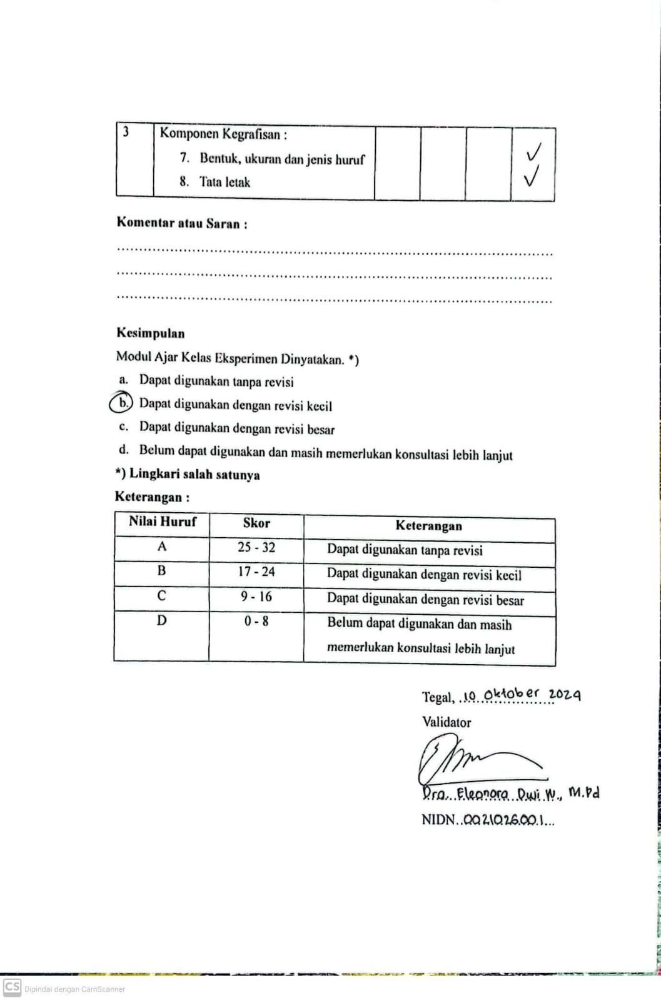 3 Komponen Kegrafisan :
7. Bentuk, ukuran dan jenis huruf ✓
8. Tata letak ✓
Komentar atau Saran :
Kesimpulan
Modul Ajar Kelas Eksperimen Dinyatakan. *)
a. Dapat digunakan tanpa revisi
b. Dapat digunakan dengan revisi kecil
c. Dapat digunakan dengan revisi besar
d. Belum dapat digunakan dan masih memerlukan konsultasi lebih lanjut
*) Lingkari salah satunya
Keterangan :
Nilai Huruf Skor Keterangan
A 25 - 32 Dapat digunakan tanpa revisi
B 17 - 24 Dapat digunakan dengan revisi kecil
C 9 - 16 Dapat digunakan dengan revisi besar
D 0 - 8 Belum dapat digunakan dan masih
memerlukan konsultasi lebih lanjut
Tegal, 10 Oktober 2024
Validator
Dra. Eleonora Dwi W., M.Pd
NIDN. 0021026001
CS Dipindai dengan CamScanner